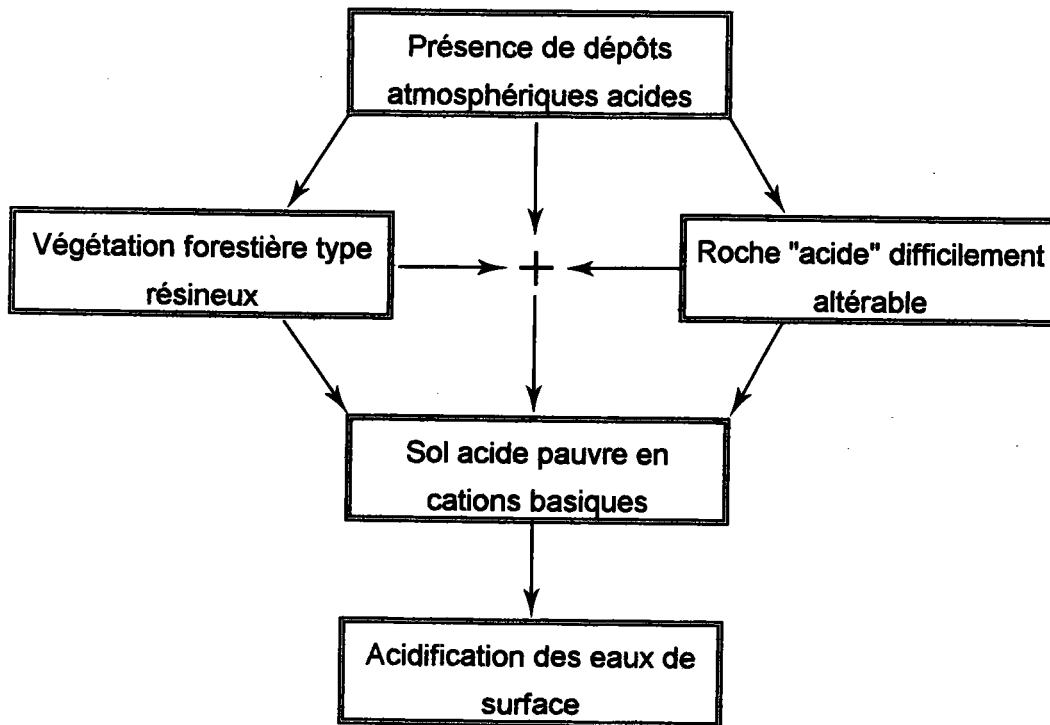 Présence de dépôts
atmosphériques acides
Végétation forestière type
résineux
+
Roche "acide" difficilement
altérable
Sol acide pauvre en
cations basiques
Acidification des eaux de
surface